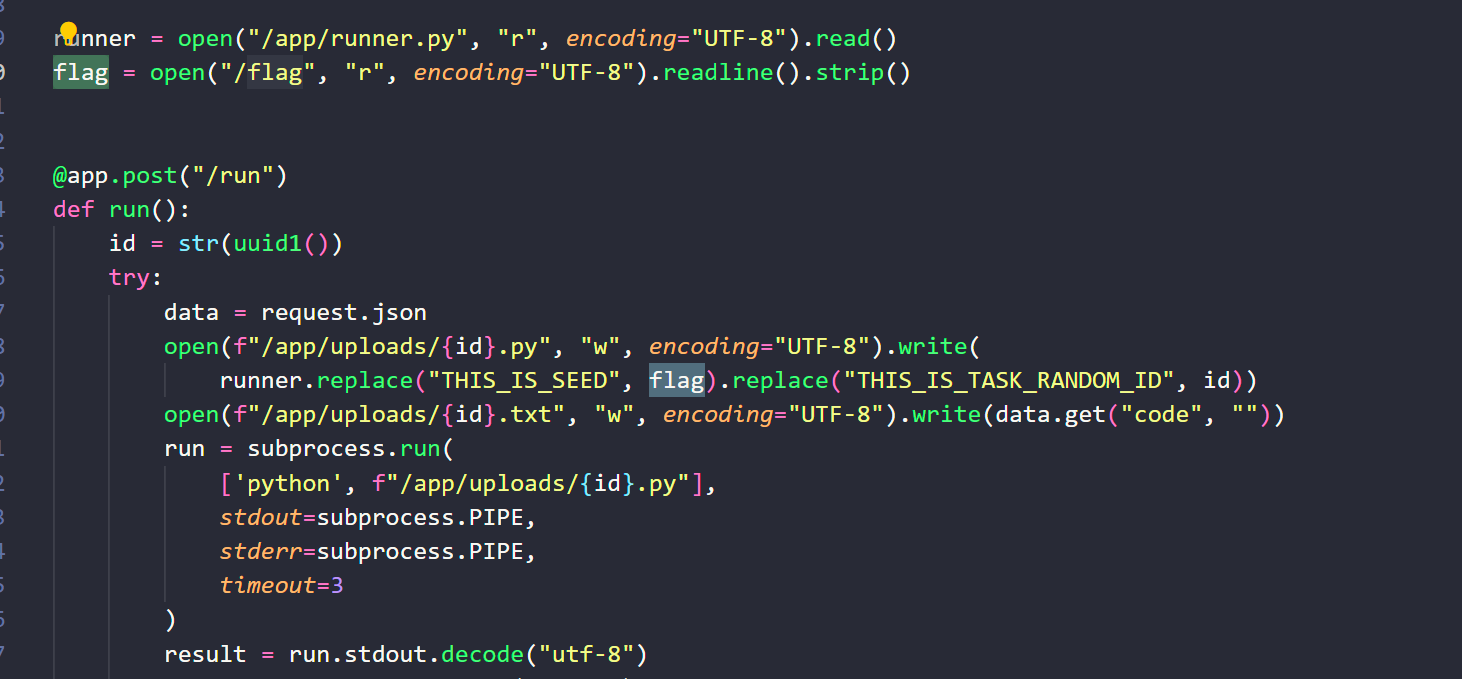 runner = open("/app/runner.py", "r", encoding="UTF-8").read()
flag = open("/flag", "r", encoding="UTF-8").readline().strip()
@app.post("/run")
def run():
    id = str(uuid1())
    try:
        data = request.json
        open(f"/app/uploads/{id}.py", "w", encoding="UTF-8").write(
            runner.replace("THIS_IS_SEED", flag).replace("THIS_IS_TASK_RANDOM_ID", id))
        open(f"/app/uploads/{id}.txt", "w", encoding="UTF-8").write(data.get("code", ""))
        run = subprocess.run(
            ['python', f"/app/uploads/{id}.py"],
            stdout=subprocess.PIPE,
            stderr=subprocess.PIPE,
            timeout=3
        )
        result = run.stdout.decode("utf-8")